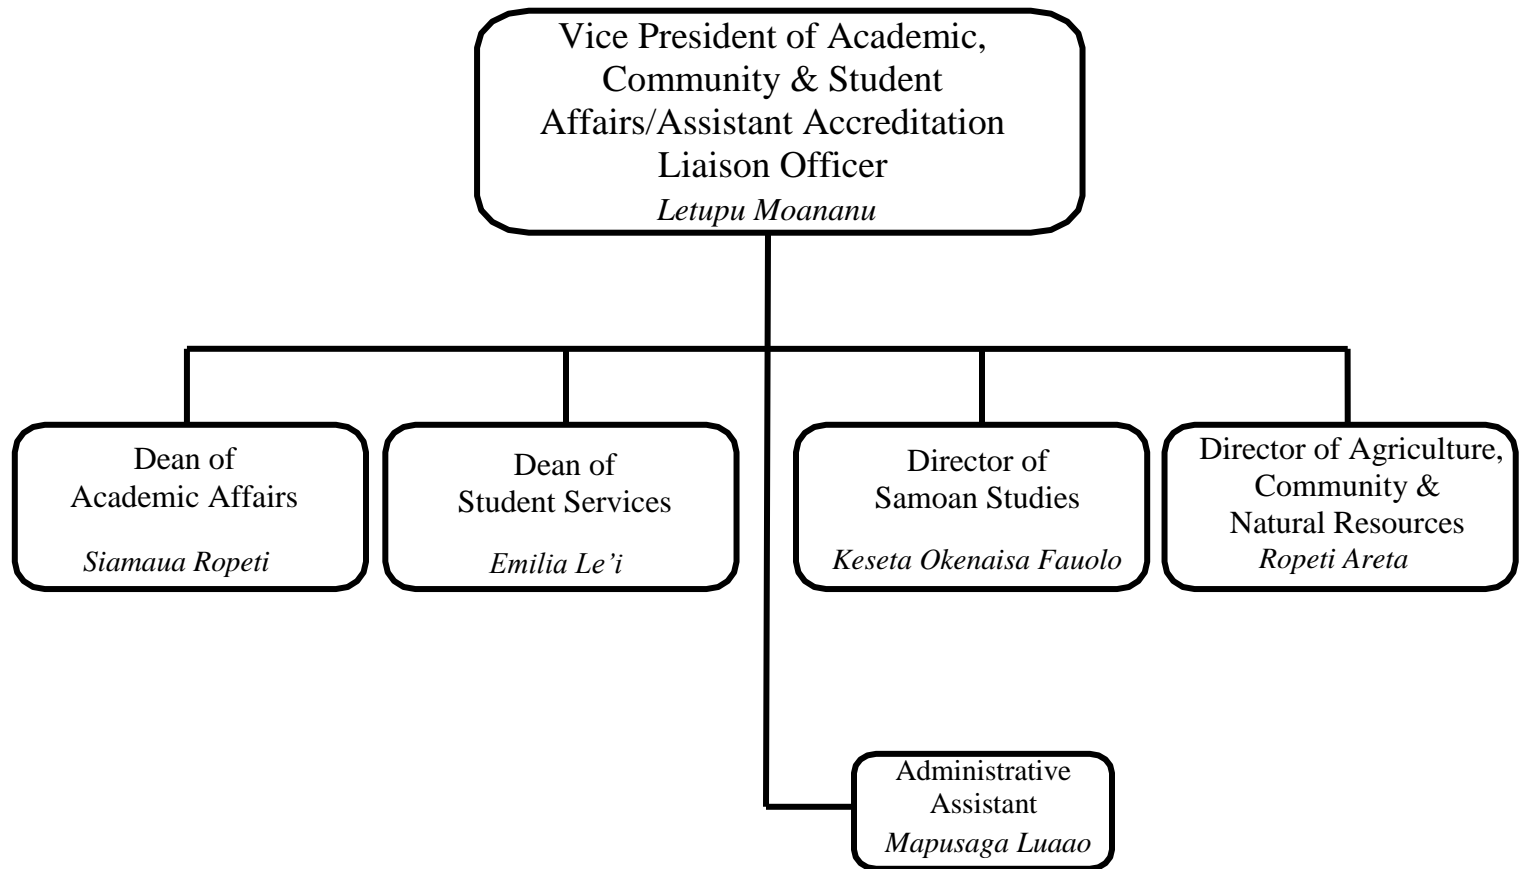 Vice President of Academic,
Community & Student
Affairs/Assistant Accreditation
Liaison Officer
Letupu Moananu
Dean of
Academic Affairs
Siamaua Ropeti
Dean of
Student Services
Emilia Le’i
Director of
Samoan Studies
Keseta Okenaisa Fauolo
Director of Agriculture,
Community &
Natural Resources
Ropeti Areta
Administrative
Assistant
Mapusaga Luaao